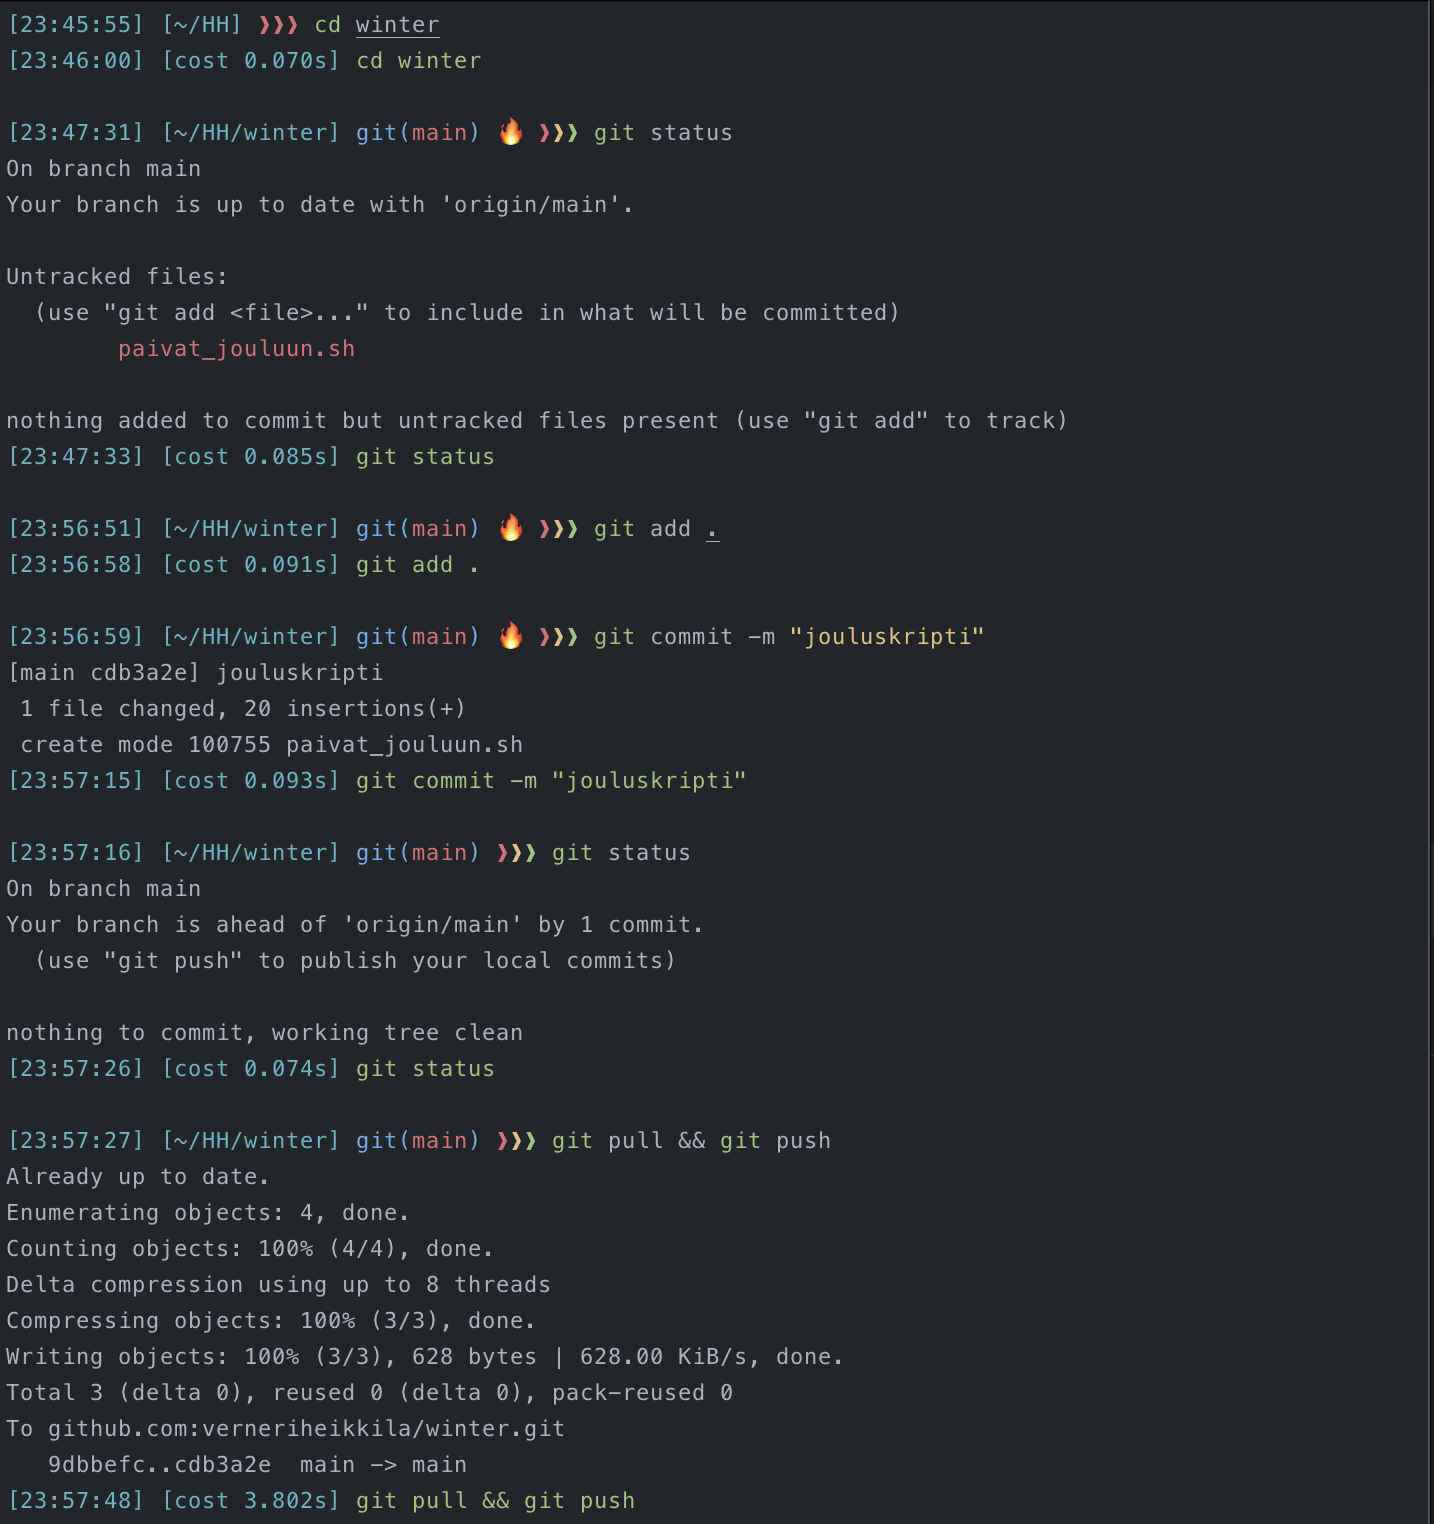 [23:45:55] [~/HH] ❱❱❱ cd winter
[23:46:00] [cost 0.070s] cd winter
[23:47:31] [~/HH/winter] git(main) 🔥 ❱❱❱ git status
On branch main
Your branch is up to date with 'origin/main'.
Untracked files:
  (use "git add <file>..." to include in what will be committed)
        paivat_jouluun.sh
nothing added to commit but untracked files present (use "git add" to track)
[23:47:33] [cost 0.085s] git status
[23:56:51] [~/HH/winter] git(main) 🔥 ❱❱❱ git add .
[23:56:58] [cost 0.091s] git add .
[23:56:59] [~/HH/winter] git(main) 🔥 ❱❱❱ git commit -m "jouluskripti"
[main cdb3a2e] jouluskripti
 1 file changed, 20 insertions(+)
 create mode 100755 paivat_jouluun.sh
[23:57:15] [cost 0.093s] git commit -m "jouluskripti"
[23:57:16] [~/HH/winter] git(main) ❱❱❱ git status
On branch main
Your branch is ahead of 'origin/main' by 1 commit.
  (use "git push" to publish your local commits)
nothing to commit, working tree clean
[23:57:26] [cost 0.074s] git status
[23:57:27] [~/HH/winter] git(main) ❱❱❱ git pull && git push
Already up to date.
Enumerating objects: 4, done.
Counting objects: 100% (4/4), done.
Delta compression using up to 8 threads
Compressing objects: 100% (3/3), done.
Writing objects: 100% (3/3), 628 bytes | 628.00 KiB/s, done.
Total 3 (delta 0), reused 0 (delta 0), pack-reused 0
To github.com:verneriheikkila/winter.git
   9dbbefc..cdb3a2e  main -> main
[23:57:48] [cost 3.802s] git pull && git push